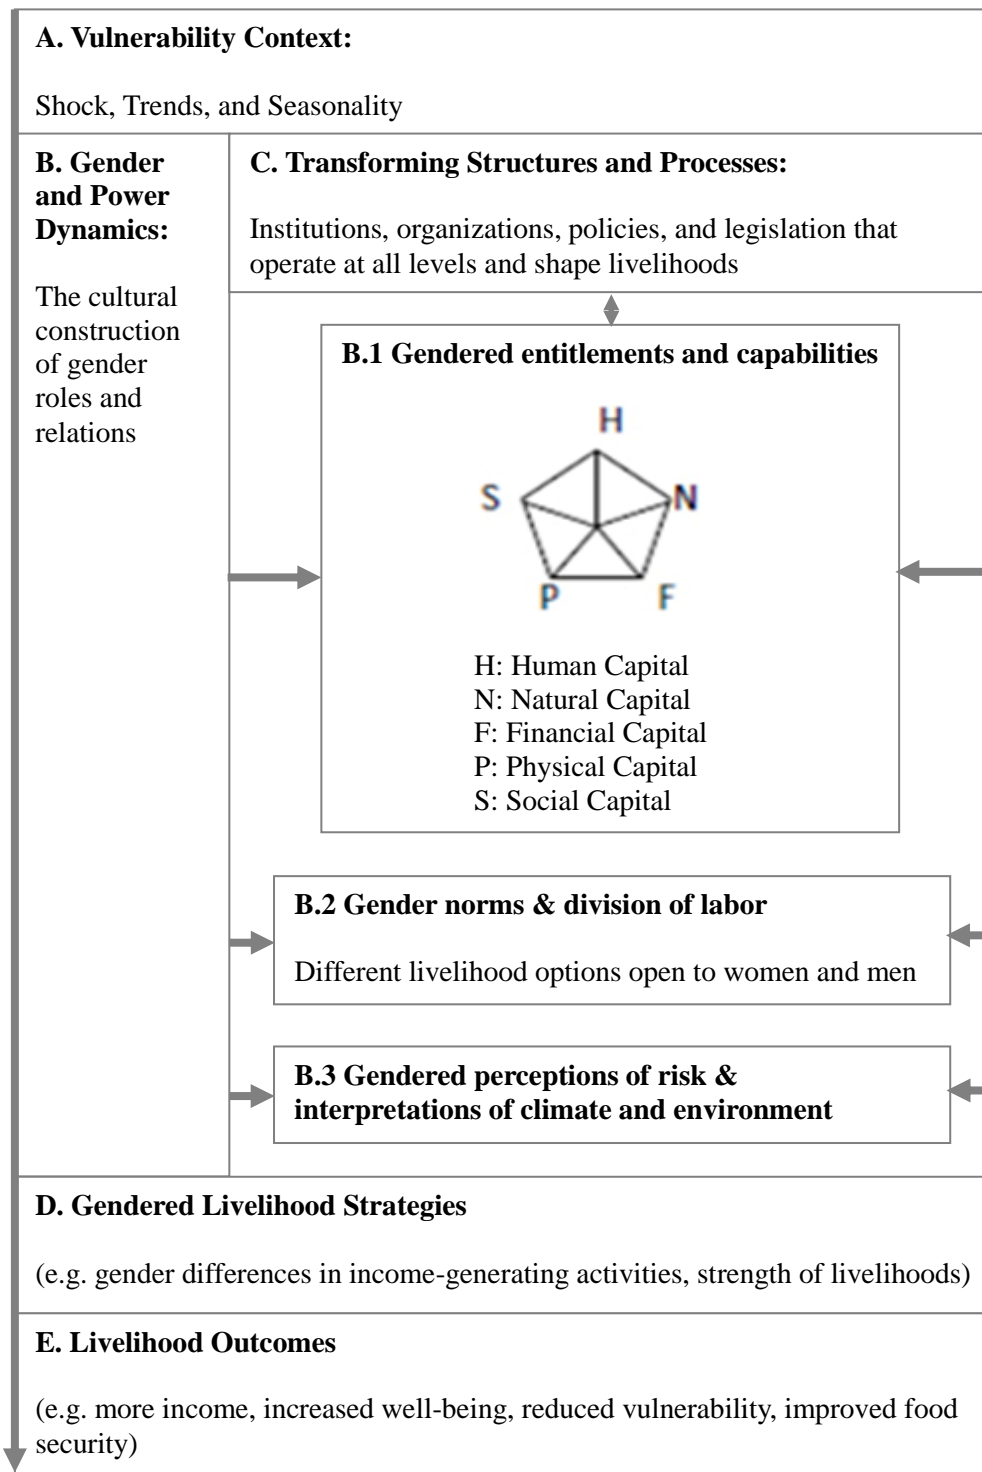 A. Vulnerability Context:
Shock, Trends, and Seasonality
B. Gender
and Power
Dynamics:
The cultural
construction
of gender
roles and
relations
C. Transforming Structures and Processes:
Institutions, organizations, policies, and legislation that
operate at all levels and shape livelihoods
B.1 Gendered entitlements and capabilities
H
S
N
P
F
H: Human Capital
N: Natural Capital
F: Financial Capital
P: Physical Capital
S: Social Capital
B.2 Gender norms & division of labor
Different livelihood options open to women and men
B.3 Gendered perceptions of risk &
interpretations of climate and environment
D. Gendered Livelihood Strategies
(e.g. gender differences in income-generating activities, strength of livelihoods)
E. Livelihood Outcomes
(e.g. more income, increased well-being, reduced vulnerability, improved food
security)